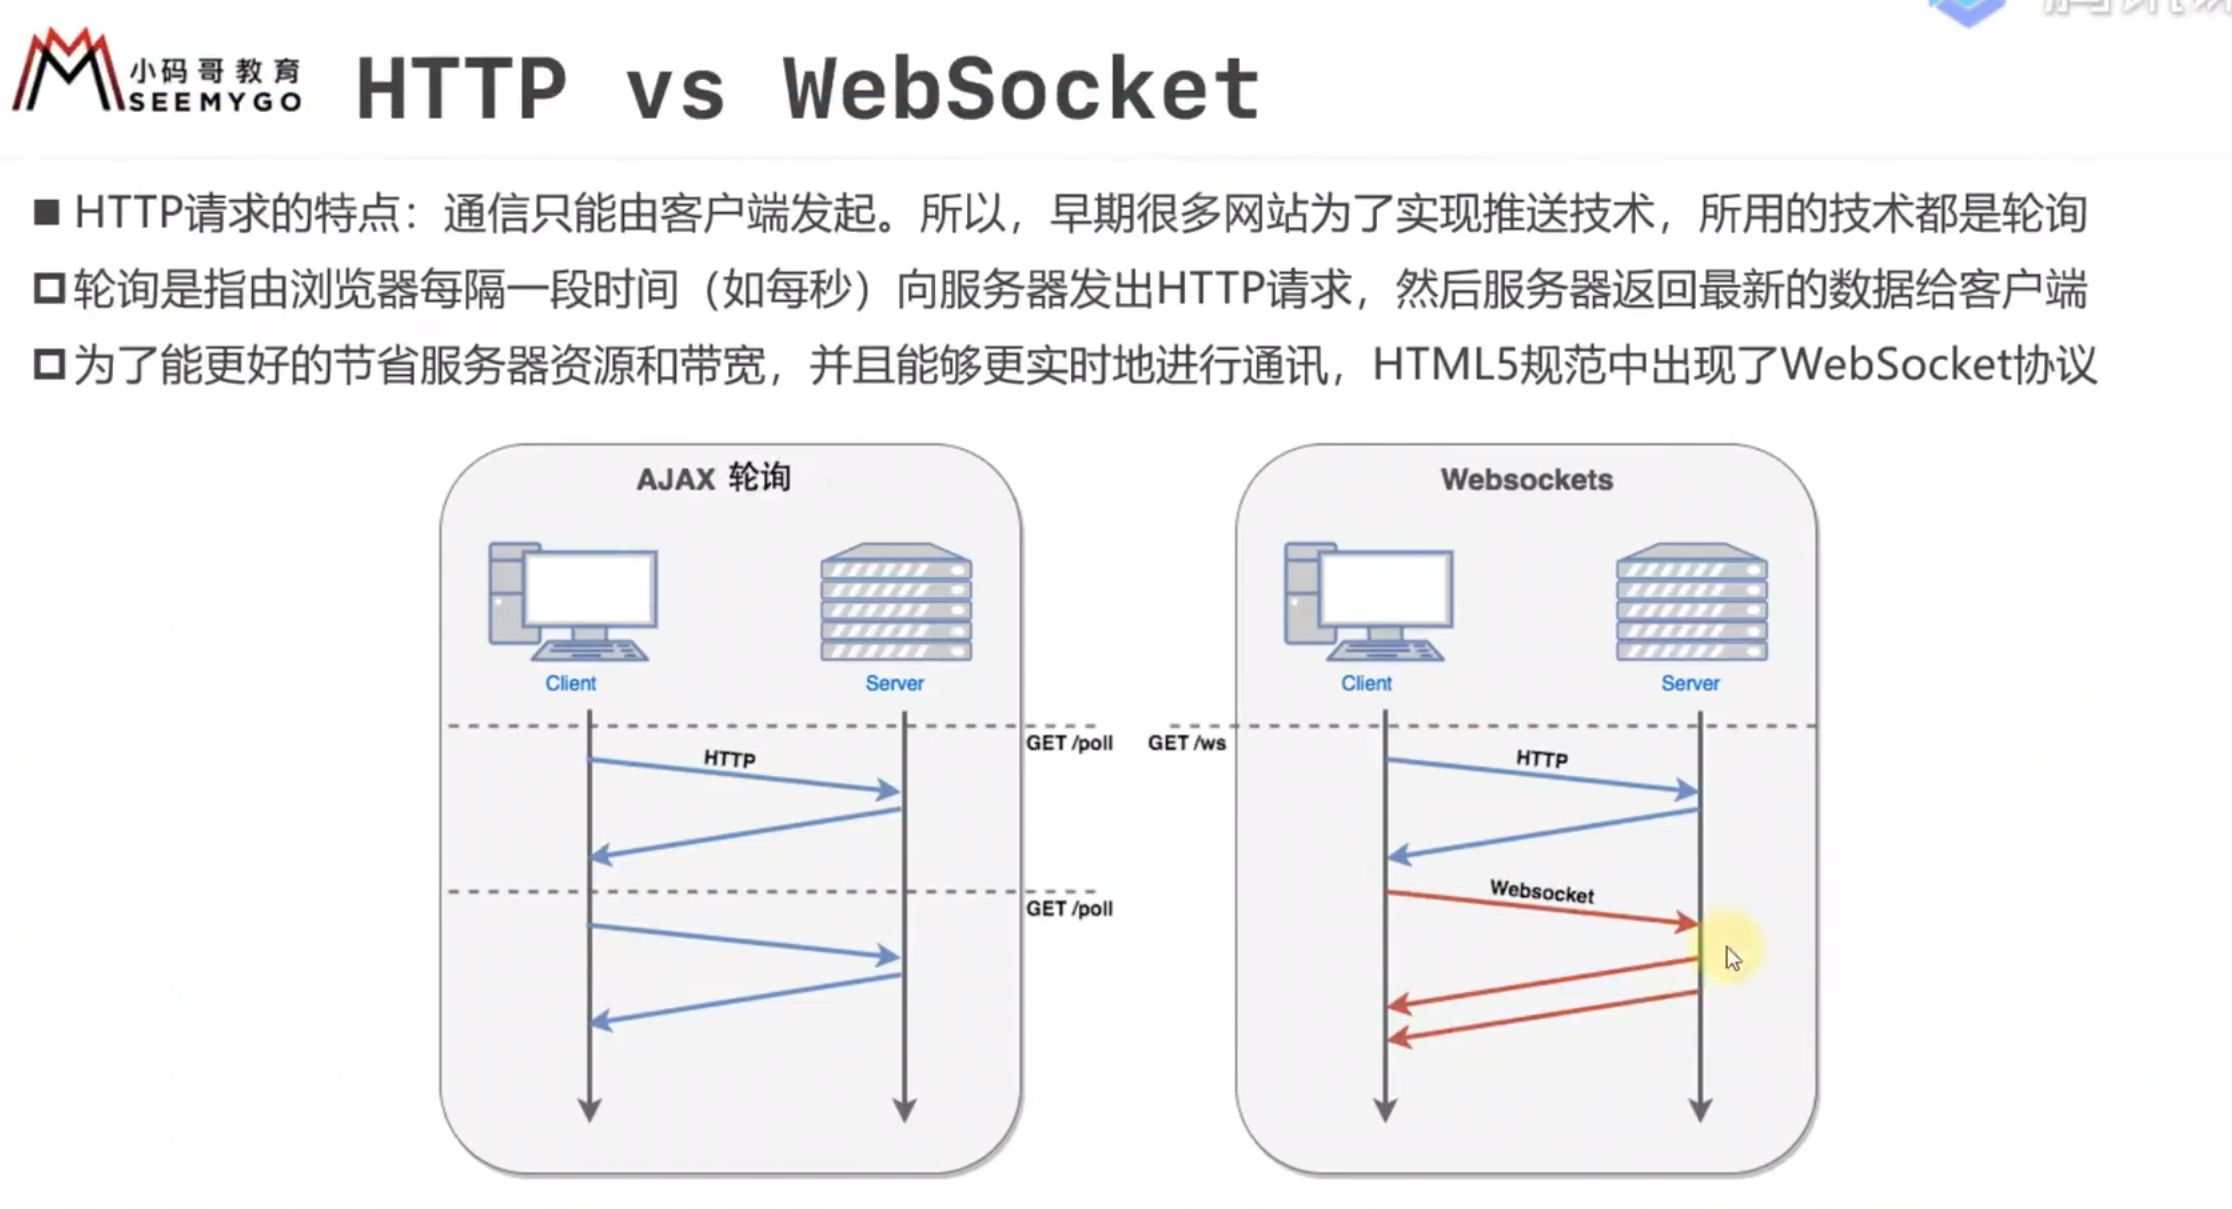 小码哥教育
SEEMYGO
HTTP vs WebSocket
HTTP请求的特点：通信只能由客户端发起。所以，早期很多网站为了实现推送技术，所用的技术都是轮询
轮询是指由浏览器每隔一段时间（如每秒）向服务器发出HTTP请求，然后服务器返回最新的数据给客户端
为了能更好的节省服务器资源和带宽，并且能够更实时地进行通讯，HTML5规范中出现了WebSocket协议
AJAX 轮询
Client
Server
GET /poll
HTTP
GET /poll
Websockets
Client
Server
GET /ws
HTTP
Websocket